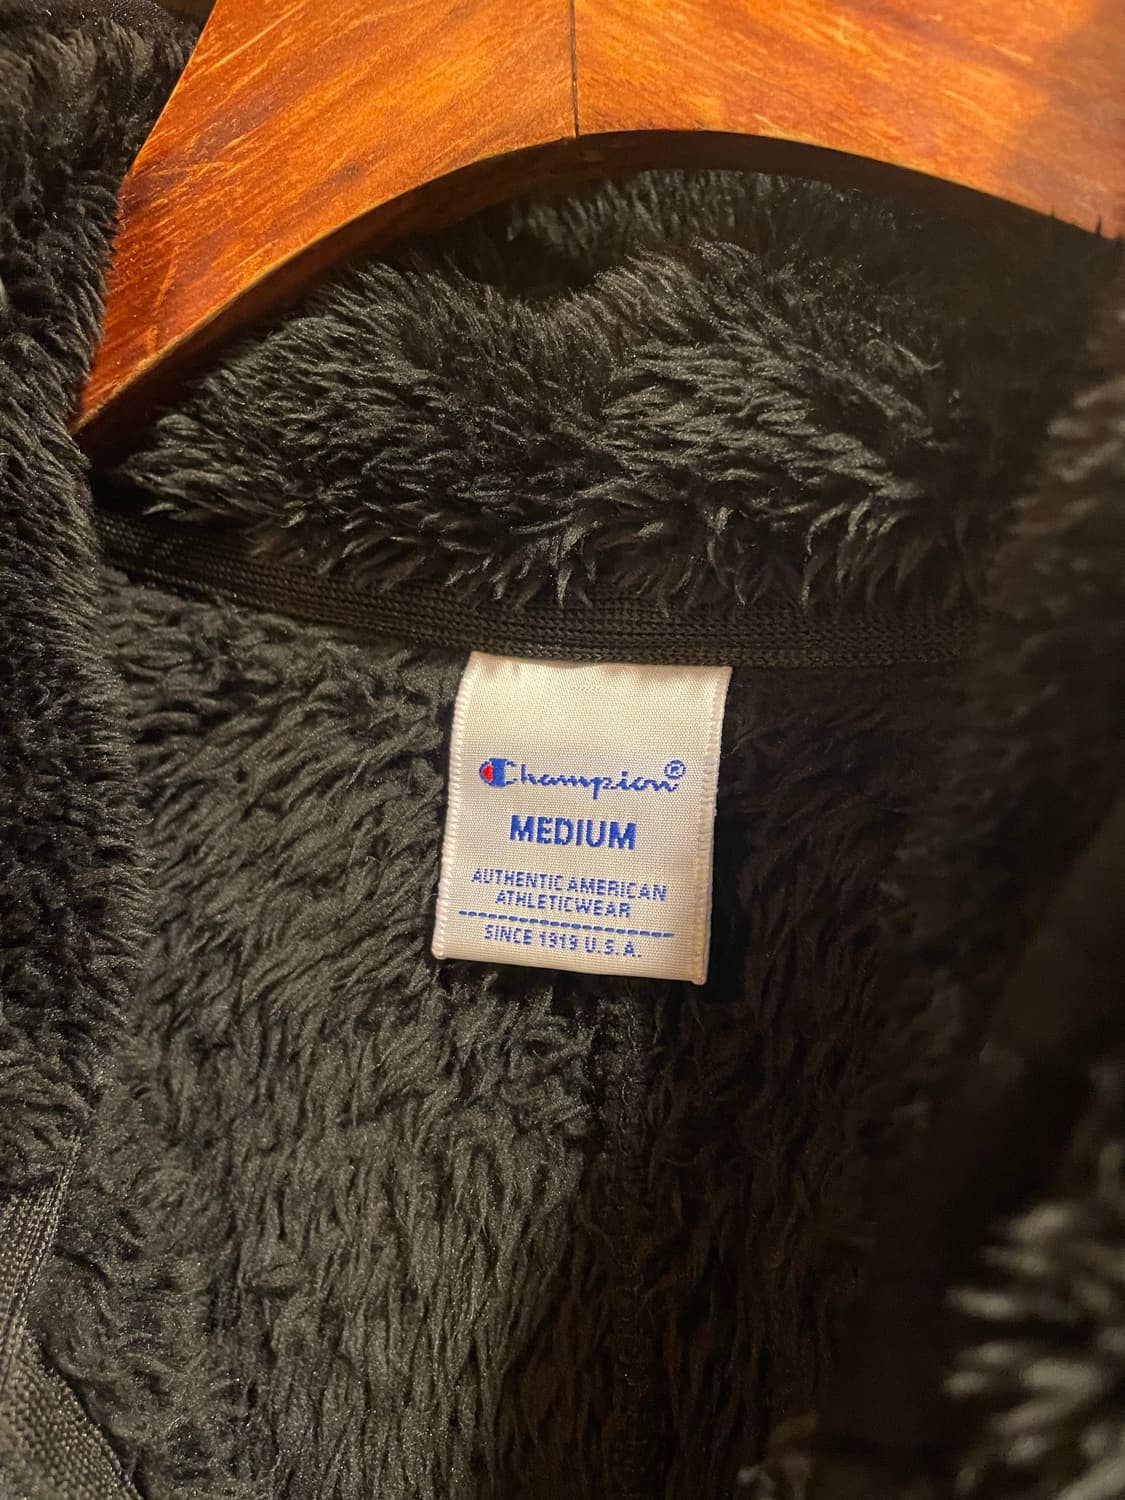 Champion®
MEDIUM
AUTHENTIC AMERICAN
ATHLETICWEAR
SINCE 1919 U.S.A.